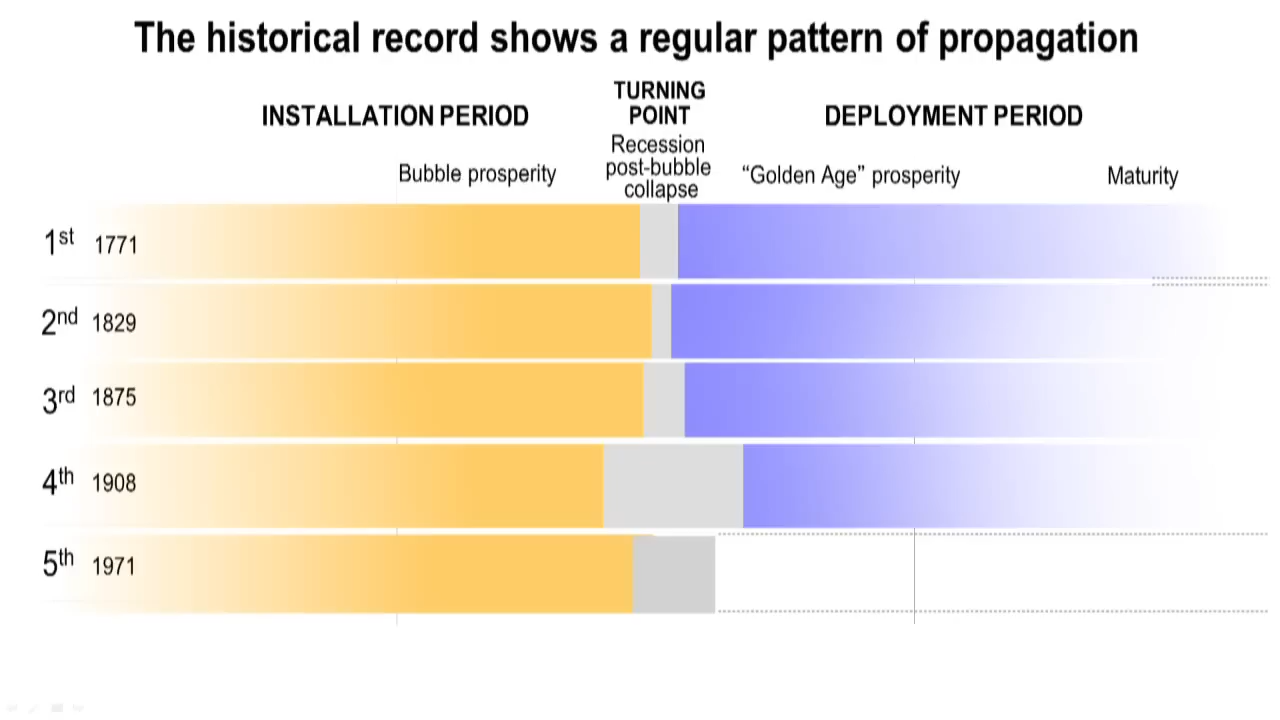 The historical record shows a regular pattern of propagation
INSTALLATION PERIOD
TURNING
POINT
DEPLOYMENT PERIOD
Bubble prosperity
Recession
post-bubble
collapse
“Golden Age” prosperity
Maturity
1st 1771
2nd 1829
3rd 1875
4th 1908
5th 1971